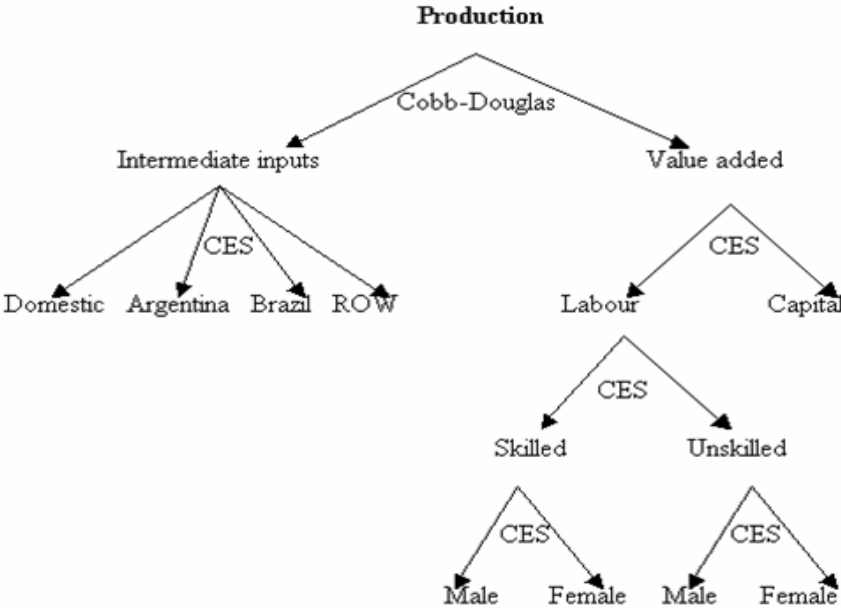 Production
Cobb-Douglas
Intermediate inputs Value added
CES CES
Domestic Argentina Brazil ROW Labour Capital
CES
Skilled Unskilled
CES CES
Male Female Male Female